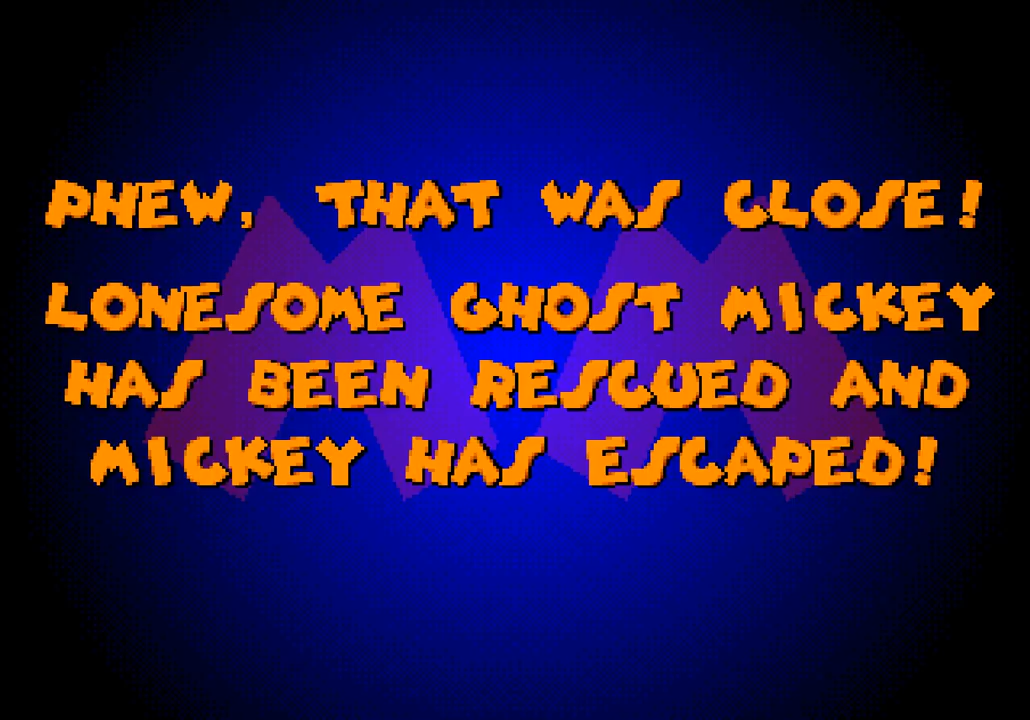 PHEW, THAT WAS CLOSE!
LONESOME GHOST MICKEY
HAS BEEN RESCUED AND
MICKEY HAS ESCAPED!